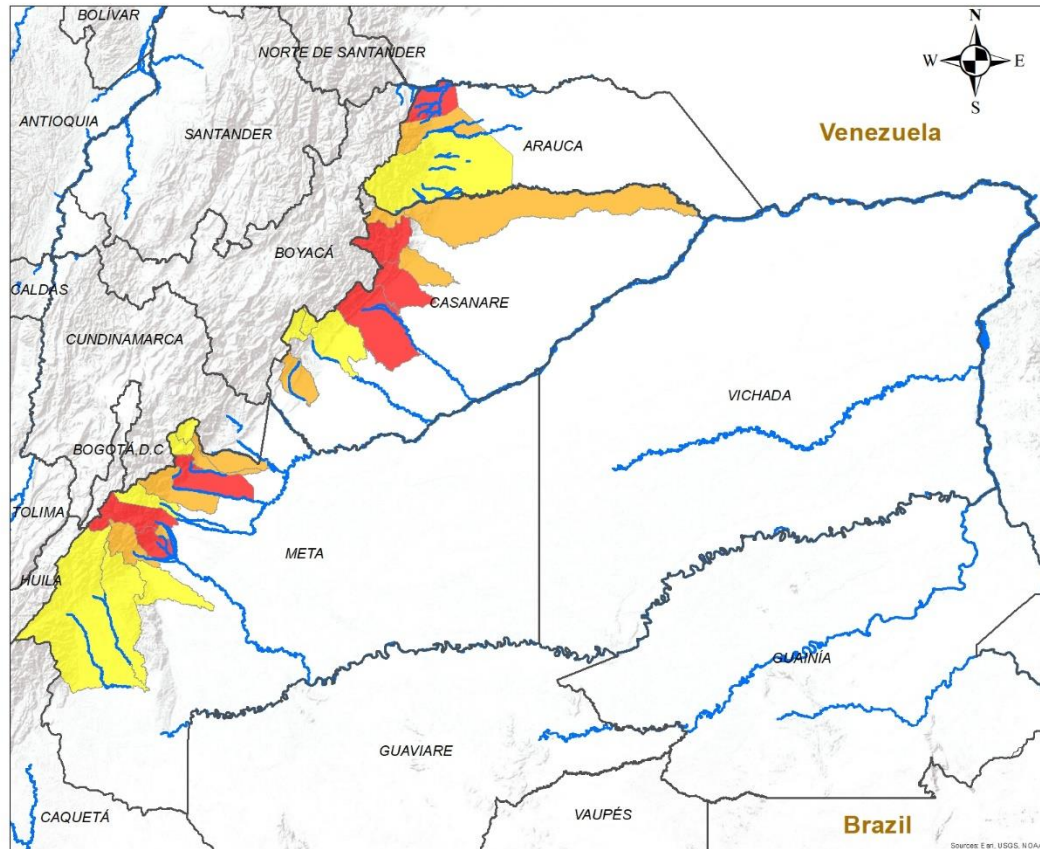 BOLÍVAR
N
NORTE DE SANTANDER
W
E
S
ANTIOQUIA
SANTANDER
ARAUCA
Venezuela
BOYACÁ
CALDAS
CASANARE
CUNDINAMARCA
VICHADA
BOGOTÁ.D.C
TOLIMA
META
HUILA
GUAINÍA
GUAVIARE
CAQUETÁ
VAUPÉS
Brazil
Sources: Esri, USGS, NOAA